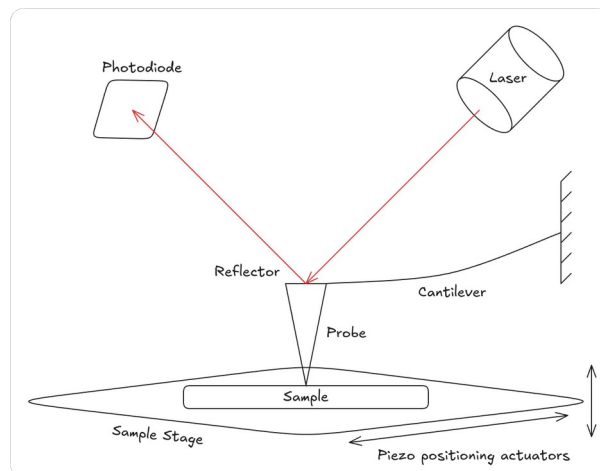 Photodiode
Laser
Reflector
Cantilever
Probe
Sample
Sample Stage
Piezo positioning actuators